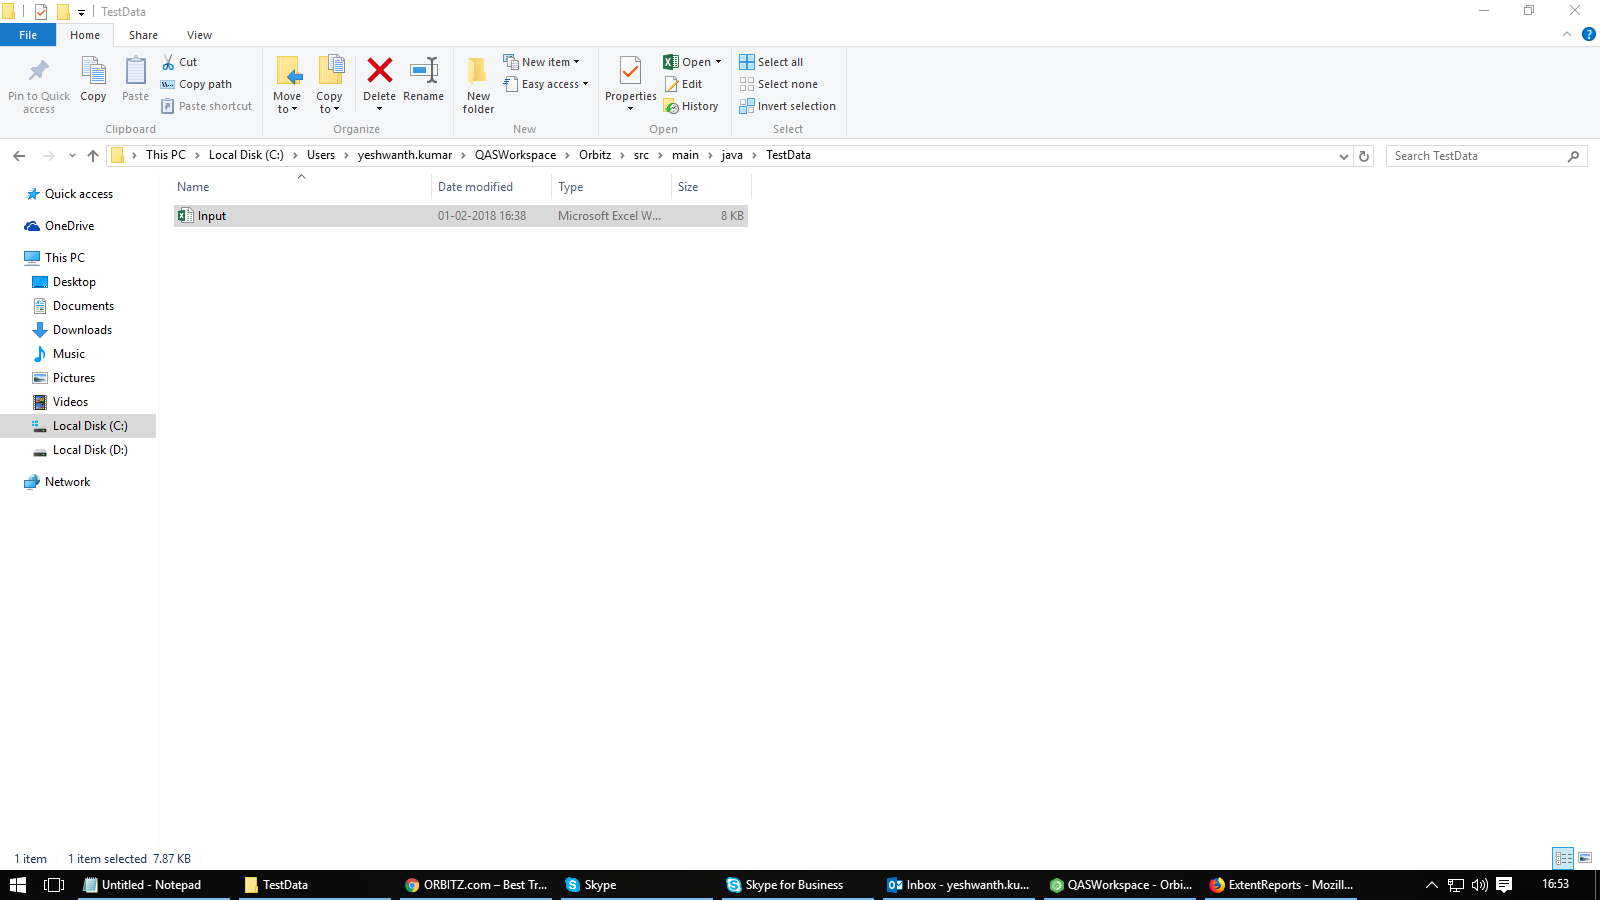 TestData
File Home Share View
Pin to Quick access
Copy
Paste
Cut
Copy path
Paste shortcut
Clipboard
Move to
Copy to
Delete
Rename
Organize
New folder
New item
Easy access
New
Properties
Open
Edit
History
Open
Select all
Select none
Invert selection
Select
This PC Local Disk (C:) Users yeshwanth.kumar QASWorkspace Orbitz src main java TestData
Search TestData
Quick access
OneDrive
This PC
Desktop
Documents
Downloads
Music
Pictures
Videos
Local Disk (C:)
Local Disk (D:)
Network
Name Date modified Type Size
Input 01-02-2018 16:38 Microsoft Excel W... 8 KB
1 item 1 item selected 7.87 KB
Untitled - Notepad TestData ORBITZ.com – Best Tr... Skype Skype for Business Inbox - yeshwanth.ku... QASWorkspace - Orbi... ExtentReports - Mozill... 16:53